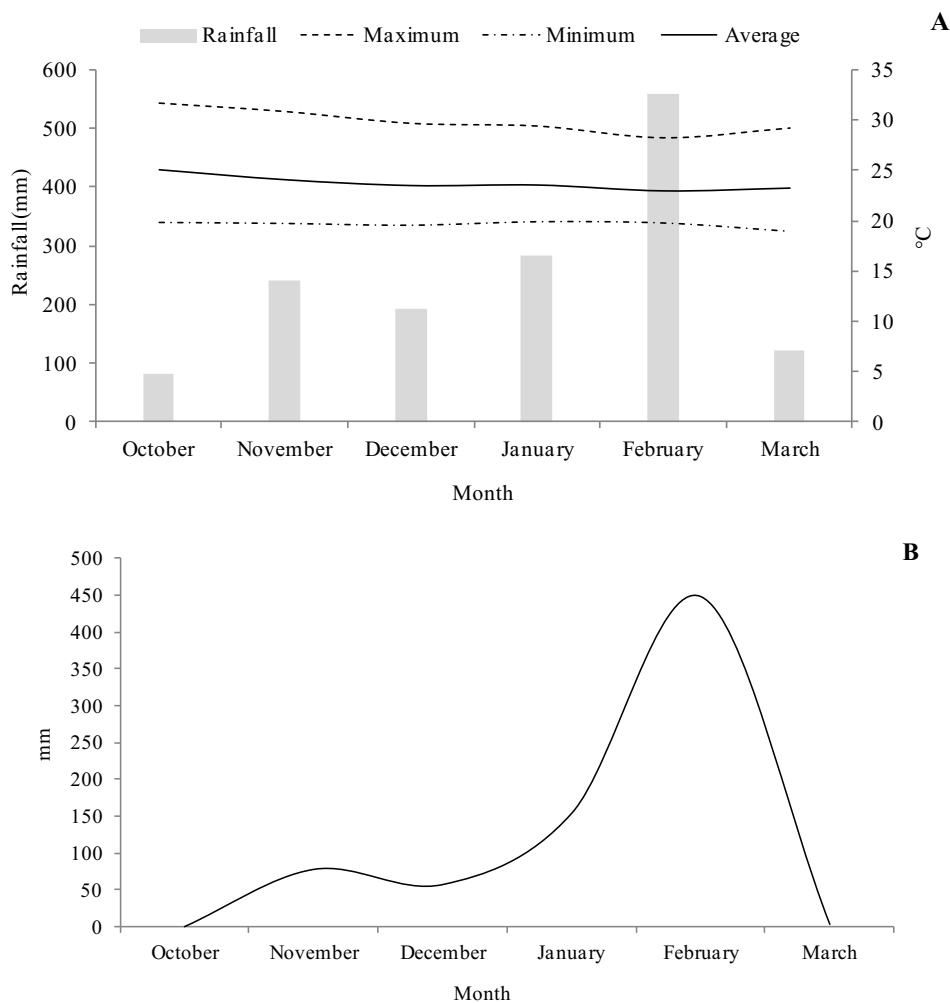 A
Rainfall Maximum Minimum Average
600 35
500 30
400 25
300 20
200 15
100 10
0 5
0
Rainfall (mm)
°C
October November December January February March
Month
B
500
450
400
350
300
250
200
150
100
50
0
mm
October November December January February March
Month